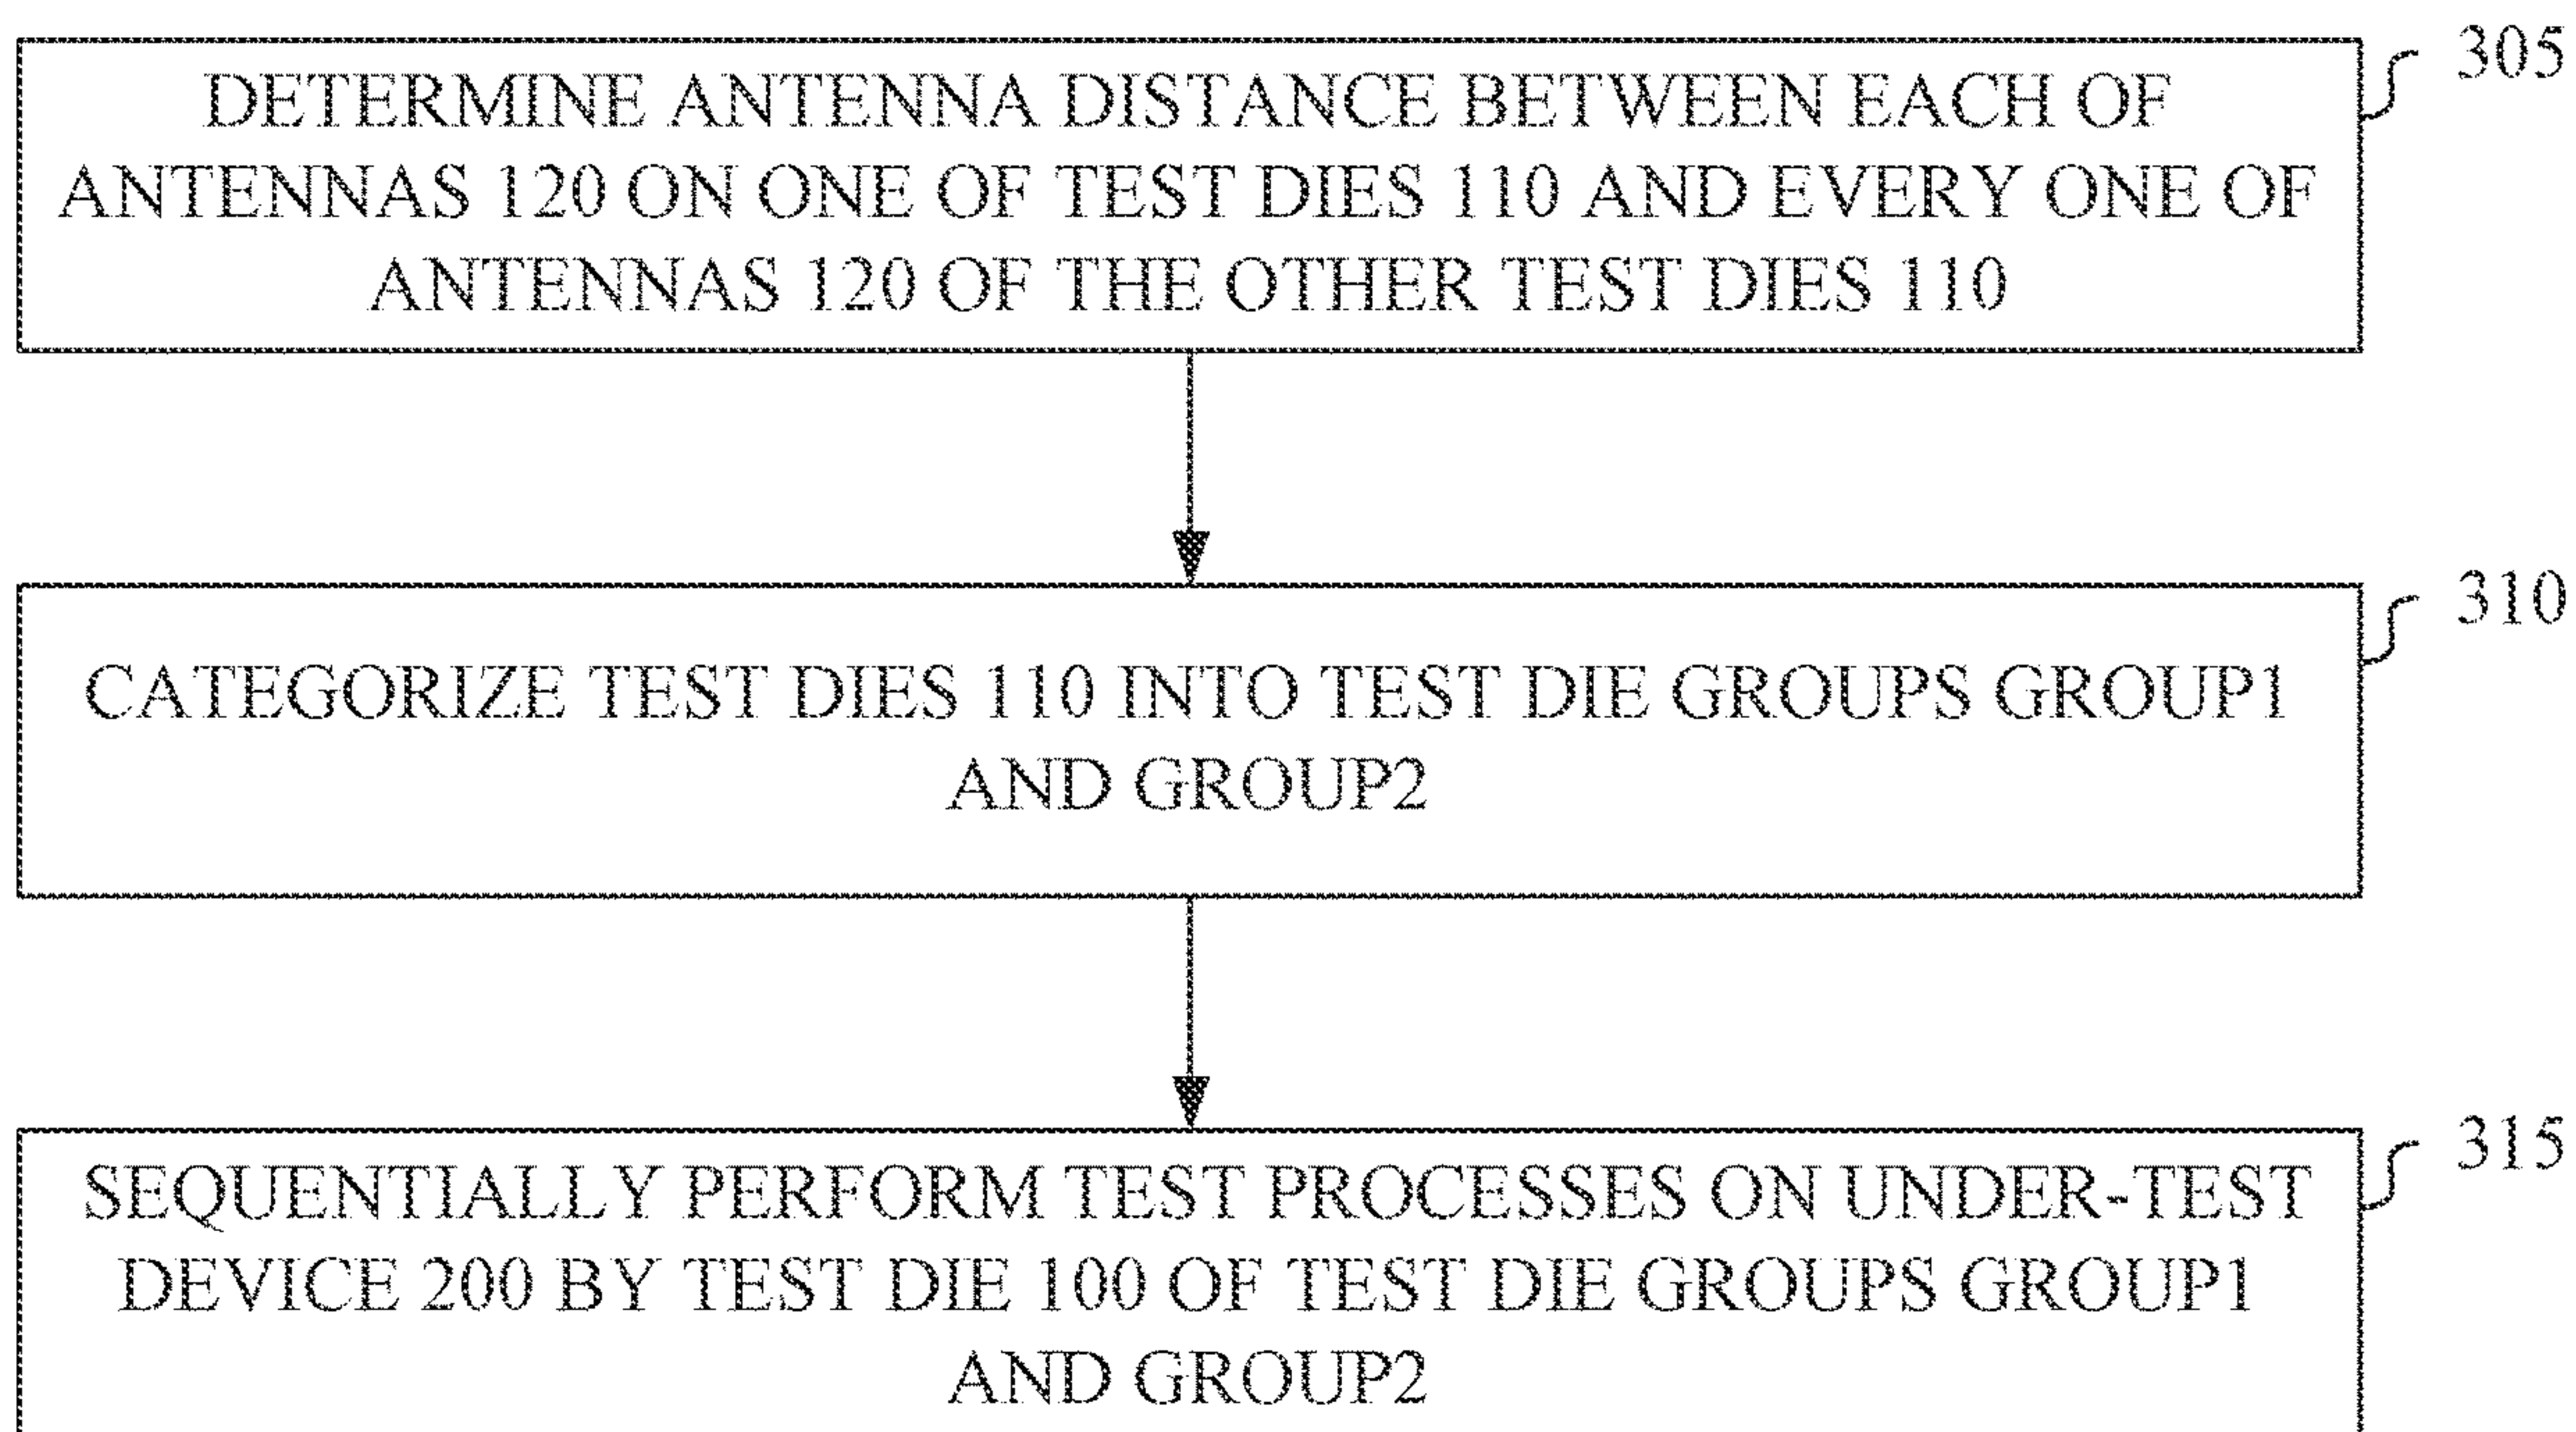 DETERMINE ANTENNA DISTANCE BETWEEN EACH OF
ANTENNAS 120 ON ONE OF TEST DIES 110 AND EVERY ONE OF
ANTENNAS 120 OF THE OTHER TEST DIES 110
305
CATEGORIZE TEST DIES 110 INTO TEST DIE GROUPS GROUP1
AND GROUP2
310
SEQUENTIALLY PERFORM TEST PROCESSES ON UNDER-TEST
DEVICE 200 BY TEST DIE 100 OF TEST DIE GROUPS GROUP1
AND GROUP2
315